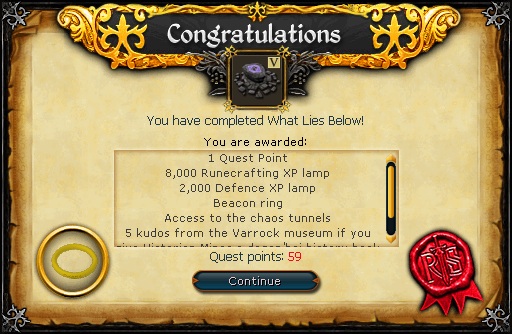 Congratulations
V
You have completed What Lies Below!
You are awarded:
1 Quest Point
8,000 Runecrafting XP lamp
2,000 Defence XP lamp
Beacon ring
Access to the chaos tunnels
5 kudos from the Varrock museum if you
Quest points: 59
Continue